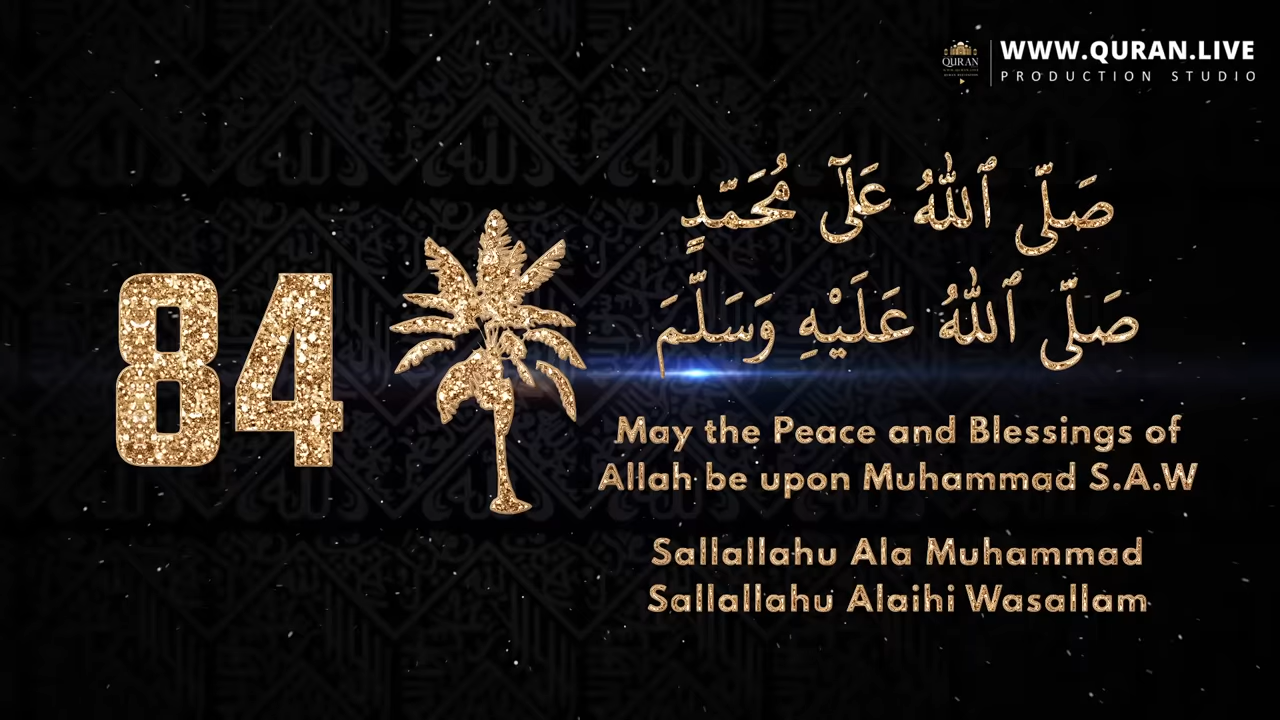 QURAN
WWW.QURAN.LIVE
PRODUCTION STUDIO
84
صَلَّى ٱللّٰهُ عَلَىٰٓ مُحَمَّدٍ
صَلَّى ٱللّٰهُ عَلَيْهِ وَسَلَّمَ
May the Peace and Blessings of
Allah be upon Muhammad S.A.W
Sallallahu Ala Muhammad
Sallallahu Alaihi Wasallam